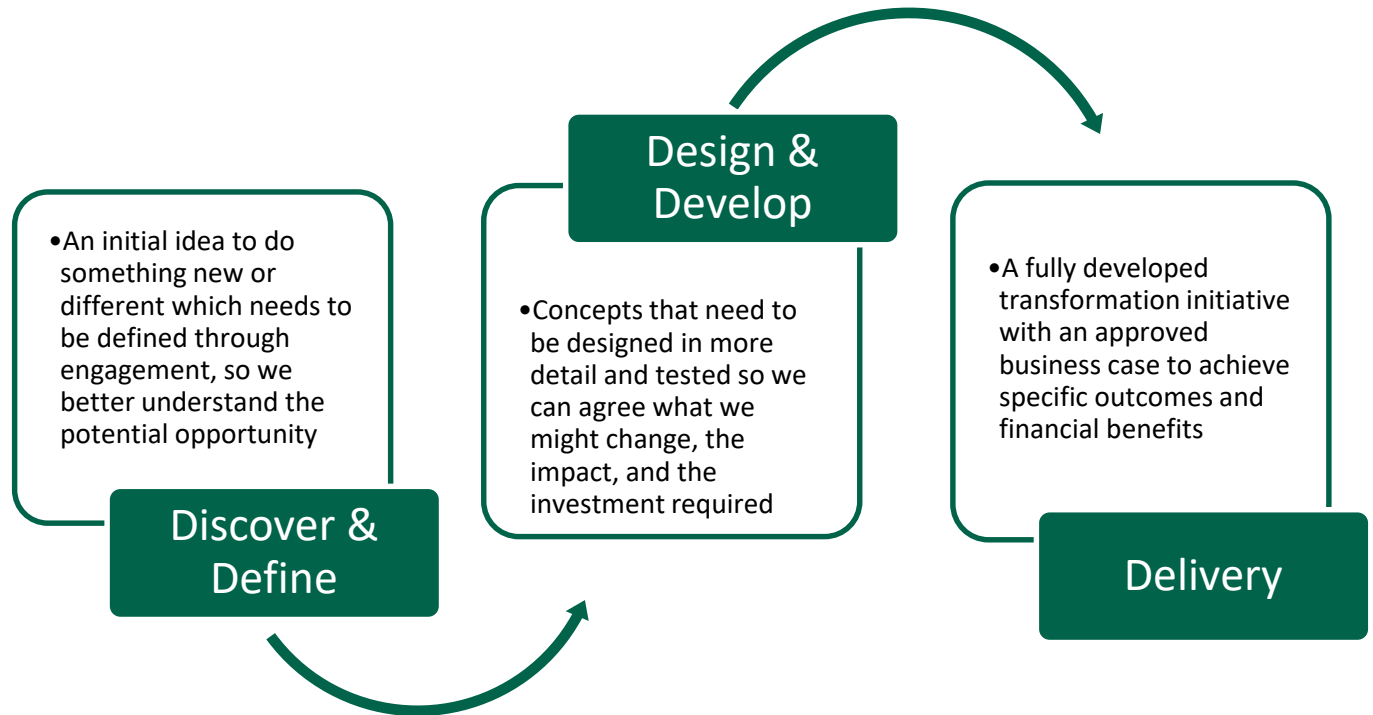 •An initial idea to do
something new or
different which needs to
be defined through
engagement, so we
better understand the
potential opportunity
Discover &
Define
Design &
Develop
•Concepts that need to
be designed in more
detail and tested so we
can agree what we
might change, the
impact, and the
investment required
•A fully developed
transformation initiative
with an approved
business case to achieve
specific outcomes and
financial benefits
Delivery